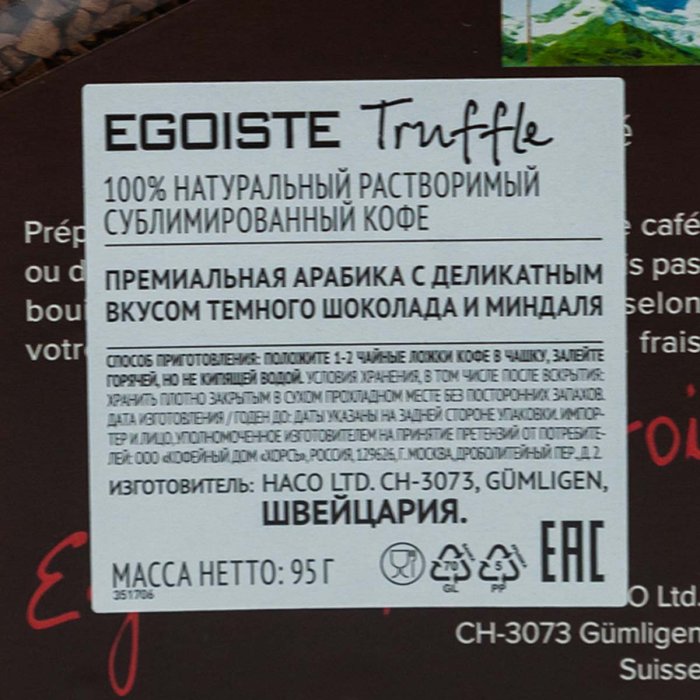 EGOISTE Truffle
100% НАТУРАЛЬНЫЙ РАСТВОРИМЫЙ
СУБЛИМИРОВАННЫЙ КОФЕ
ПРЕМИАЛЬНАЯ АРАБИКА С ДЕЛИКАТНЫМ
ВКУСОМ ТЕМНОГО ШОКОЛАДА И МИНДАЛЯ
СПОСОБ ПРИГОТОВЛЕНИЯ: ПОЛОЖИТЕ 1-2 ЧАЙНЫЕ ЛОЖКИ КОФЕ В ЧАШКУ, ЗАЛЕЙТЕ
ГОРЯЧЕЙ, НО НЕ КИПЯЩЕЙ ВОДОЙ. УСЛОВИЯ ХРАНЕНИЯ, В ТОМ ЧИСЛЕ ПОСЛЕ ВСКРЫТИЯ:
ХРАНИТЬ ПЛОТНО ЗАКРЫТЫМ В СУХОМ ПРОХЛАДНОМ МЕСТЕ БЕЗ ПОСТОРОННИХ ЗАПАХОВ.
ДАТА ИЗГОТОВЛЕНИЯ / ГОДЕН ДО: ДАТЫ УКАЗАНЫ НА ЗАДНЕЙ СТОРОНЕ УПАКОВКИ. ИМПОР-
ТЕР И ЛИЦО, УПОЛНОМОЧЕННОЕ ИЗГОТОВИТЕЛЕМ НА ПРИНЯТИЕ ПРЕТЕНЗИЙ ОТ ПОТРЕБИТЕ-
ЛЕЙ: ООО «КОФЕЙНЫЙ ДОМ «ХОРСЪ», РОССИЯ, 129626, Г. МОСКВА, ДРОБОЛИТЕЙНЫЙ ПЕР., Д. 2.
ИЗГОТОВИТЕЛЬ: HACO LTD. CH-3073, GÜMLIGEN,
ШВЕЙЦАРИЯ.
МАССА НЕТТО: 95 Г
351706
70
GL
5
PP
EAC
Prép
ou d
boui
votr
é
café
is pas
selon
frais
O Ltd.
CH-3073 Gümligen
Suisse